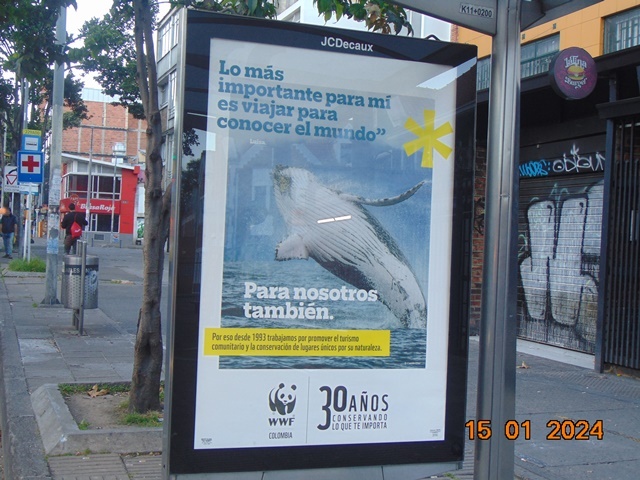 K11+0200
JCDecaux
Lo más
importante para mí
es viajar para
conocer el mundo”
Para nosotros
también.
Por eso desde 1993 trabajamos por promover el turismo
comunitario y la conservación de lugares únicos por su naturaleza.
WWF
COLOMBIA
30 AÑOS
CONSERVANDO
LO QUE IMPORTA
15 01 2024